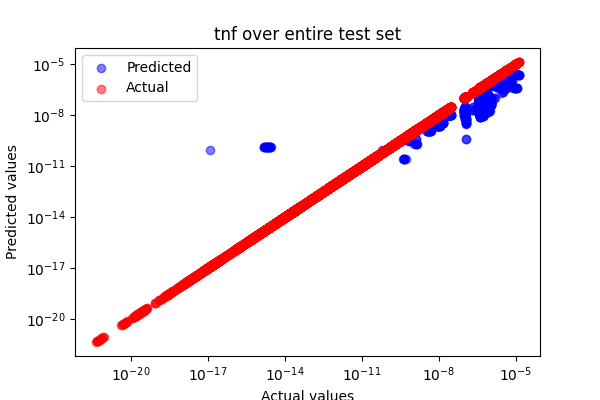 tnf over entire test set
Predicted
Actual
Predicted values
10⁻⁵
10⁻⁸
10⁻¹¹
10⁻¹⁴
10⁻¹⁷
10⁻²⁰
10⁻²⁰ 10⁻¹⁷ 10⁻¹⁴ 10⁻¹¹ 10⁻⁸ 10⁻⁵
Actual values